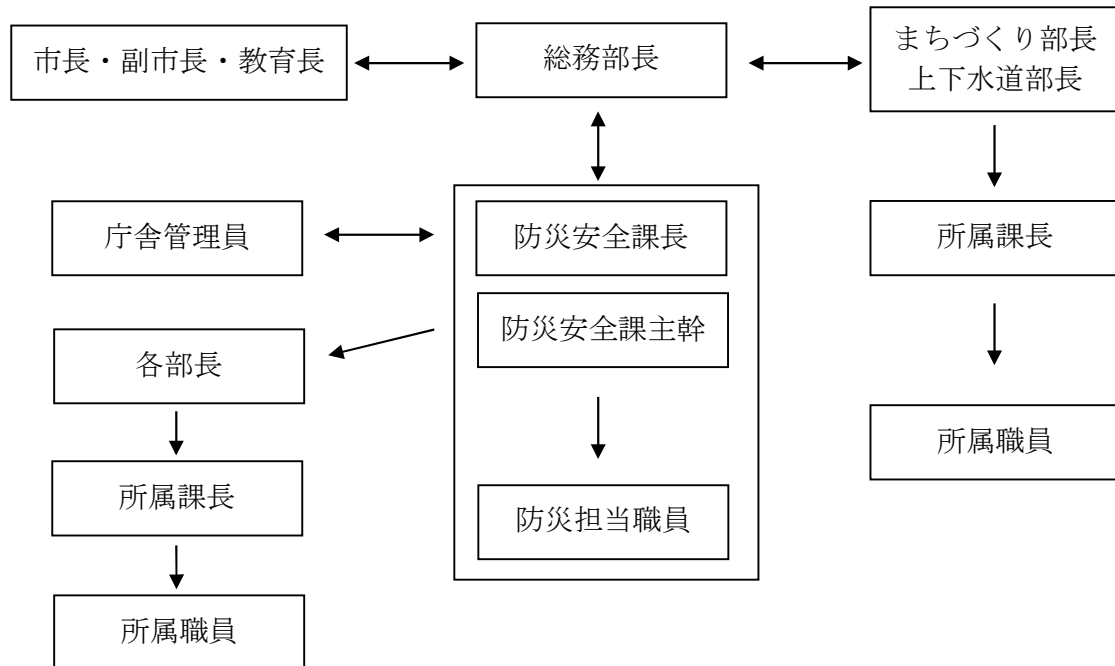 市長・副市長・教育長
総務部長
まちづくり部長
上下水道部長
庁舎管理員
防災安全課長
所属課長
防災安全課主幹
各部長
所属職員
所属課長
防災担当職員
所属職員